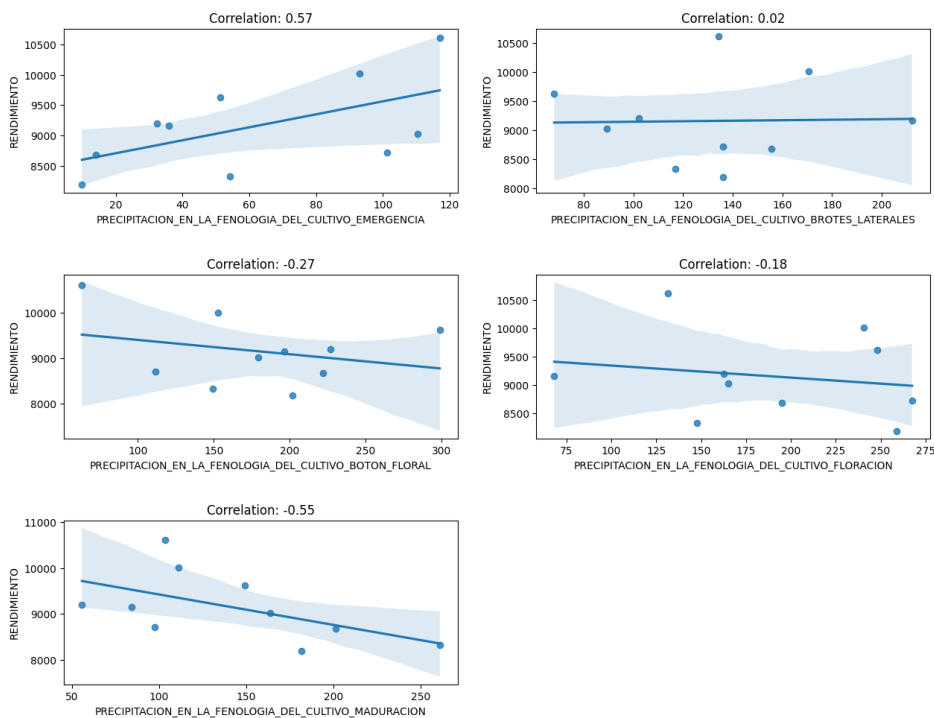 Correlation: 0.57
10500
10000
9500
9000
8500
RENDIMIENTO
20 40 60 80 100 120
PRECIPITACION_EN_LA_FENOLOGIA_DEL_CULTIVO_EMERGENCIA
Correlation: 0.02
10500
10000
9500
9000
8500
8000
RENDIMIENTO
80 100 120 140 160 180 200
PRECIPITACION_EN_LA_FENOLOGIA_DEL_CULTIVO_BROTES_LATERALES
Correlation: -0.27
10000
9000
8000
RENDIMIENTO
100 150 200 250 300
PRECIPITACION_EN_LA_FENOLOGIA_DEL_CULTIVO_BOTON_FLORAL
Correlation: -0.18
10500
10000
9500
9000
8500
RENDIMIENTO
75 100 125 150 175 200 225 250 275
PRECIPITACION_EN_LA_FENOLOGIA_DEL_CULTIVO_FLORACION
Correlation: -0.55
11000
10000
9000
8000
RENDIMIENTO
50 100 150 200 250
PRECIPITACION_EN_LA_FENOLOGIA_DEL_CULTIVO_MADURACION